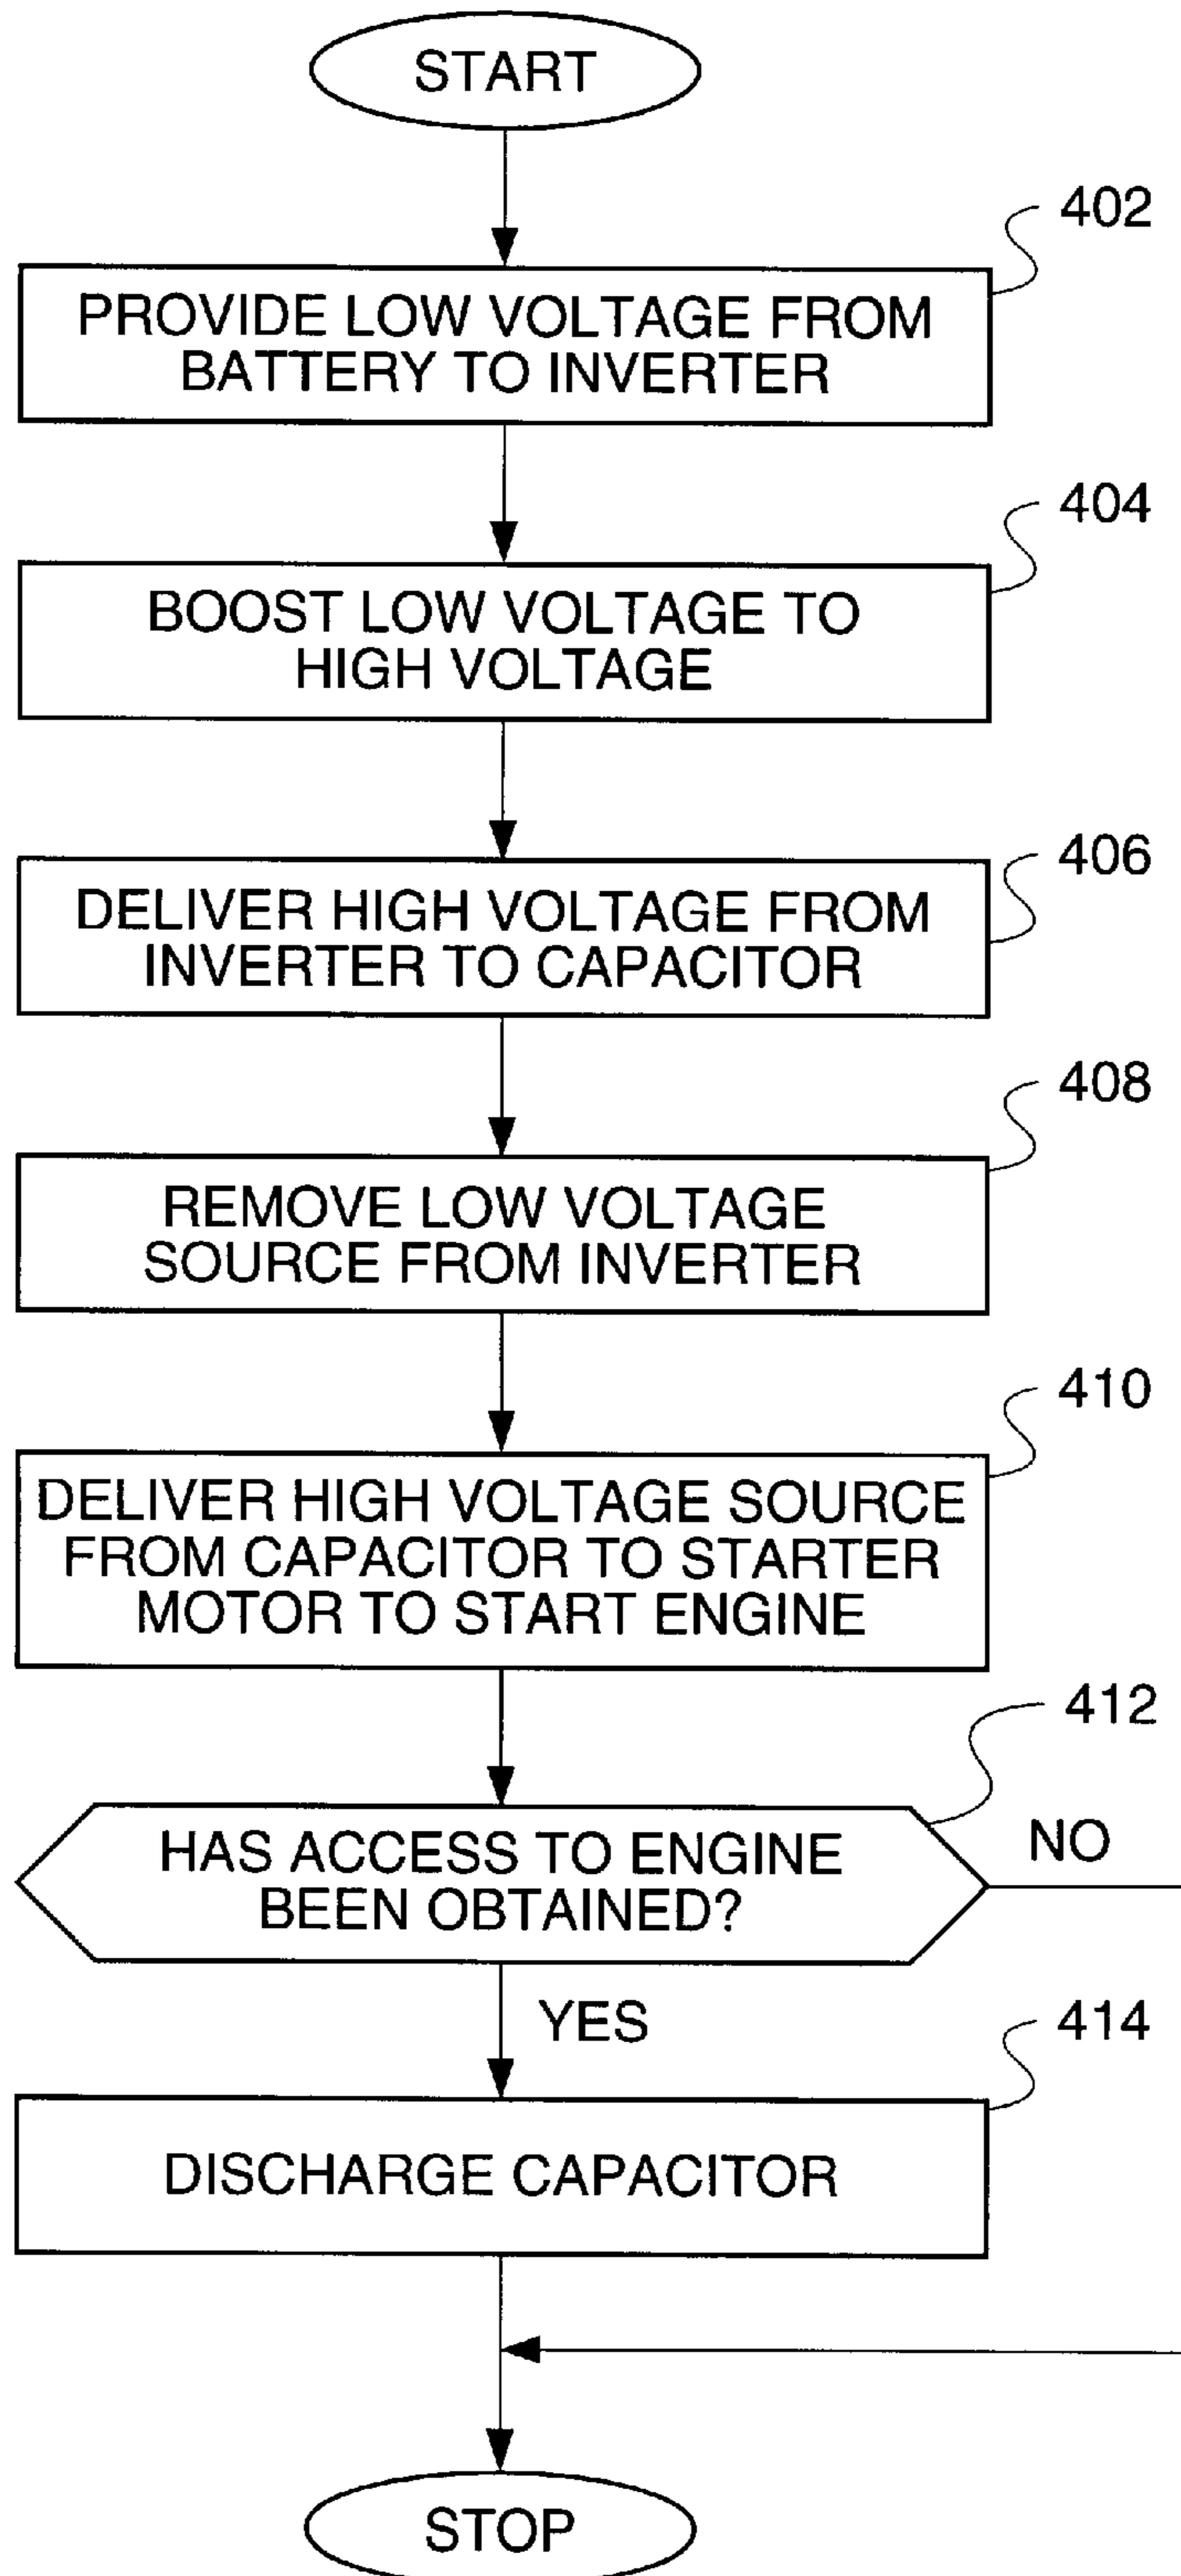 START
402
PROVIDE LOW VOLTAGE FROM
BATTERY TO INVERTER
404
BOOST LOW VOLTAGE TO
HIGH VOLTAGE
406
DELIVER HIGH VOLTAGE FROM
INVERTER TO CAPACITOR
408
REMOVE LOW VOLTAGE
SOURCE FROM INVERTER
410
DELIVER HIGH VOLTAGE SOURCE
FROM CAPACITOR TO STARTER
MOTOR TO START ENGINE
412
HAS ACCESS TO ENGINE
BEEN OBTAINED?
NO
YES
414
DISCHARGE CAPACITOR
STOP